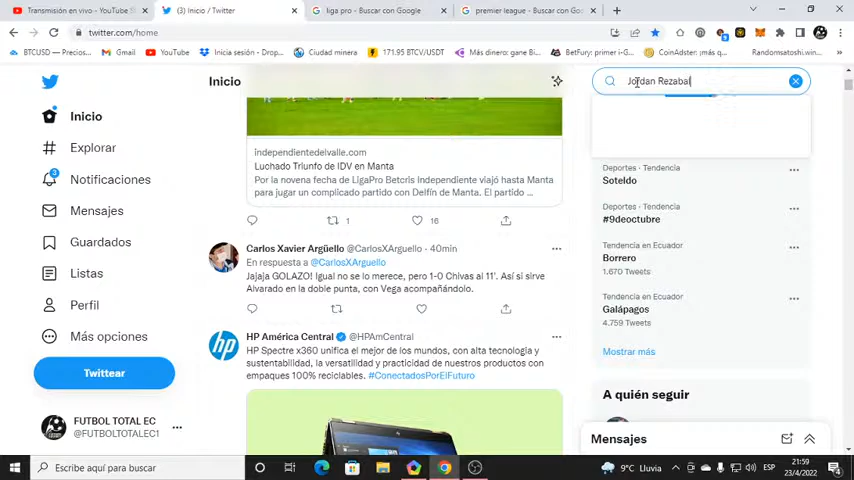 Transmisión en vivo - YouTube S
(3) Inicio / Twitter
liga pro - Buscar con Google
premier league - Buscar con Goo
twitter.com/home
BTCUSD — Precios...
Gmail
YouTube
Inicia sesión · Drop...
171.95 BTCV/USDT
Más dinero: gane Bi...
BetFury: primer i-G...
CoinAdster: ¡más q...
Randomsatoshi.win...
Inicio
Jordan Rezabal
Inicio
Explorar
3
Notificaciones
Mensajes
Guardados
Listas
Perfil
Más opciones
Twittear
FUTBOL TOTAL EC
@FUTBOLTOTALEC1
independientedelvalle.com
Luchado Triunfo de IDV en Manta
Por la novena fecha de LigaPro Betcris Independiente viajó hasta Manta
para jugar un complicado partido con Delfín de Manta. El partido ...
1
16
Carlos Xavier Argüello @CarlosXArguello · 40min
En respuesta a @CarlosXArguello
Jajaja GOLAZO! Igual no se lo merece, pero 1-0 Chivas al 11'. Así si sirve
Alvarado en la doble punta, con Vega acompañándolo.
HP América Central @HPAmCentral
HP Spectre x360 unifica el mejor de los mundos, con alta tecnología y
sustentabilidad, la versatilidad y practicidad de nuestros productos con
empaques 100% reciclables. #ConectadosPorElFuturo
Deportes · Tendencia
Soteldo
Deportes · Tendencia
#9deoctubre
Tendencia en Ecuador
Borrero
1.670 Tweets
Tendencia en Ecuador
Galápagos
4.759 Tweets
Mostrar más
A quién seguir
Mensajes
Escribe aquí para buscar
9°C Lluvia
ESP
21:59
23/4/2022
4